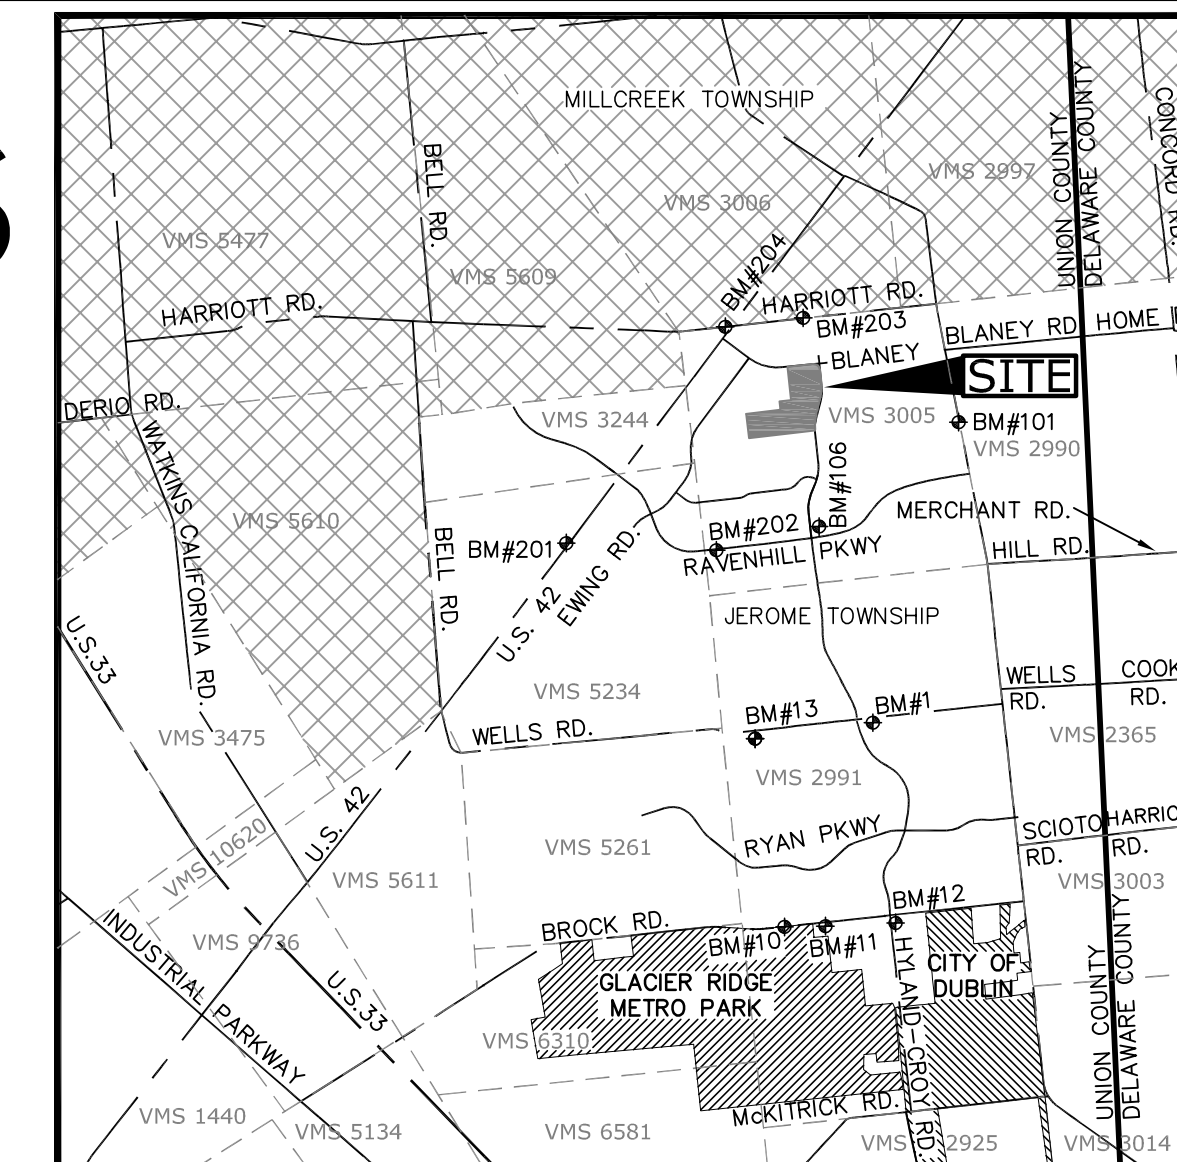 MILLCREEK TOWNSHIP
UNION COUNTY
DELAWARE COUNTY
CONCORD RD.
BELL RD.
VMS 2997
VMS 3006
VMS 5477
VMS 5609
BM#204
HARRIOTT RD.
HARRIOTT RD.
BM#203
BLANEY RD
HOME
BLANEY
SITE
DERIO RD.
WATKINS CALIFORNIA RD.
VMS 3244
VMS 3005
BM#101
VMS 2990
VMS 5610
BM#106
MERCHANT RD.
BELL RD.
BM#201
BM#202
RAVENHILL PKWY
HILL RD.
EWING RD.
U.S. 42
JEROME TOWNSHIP
U.S.33
VMS 5234
WELLS RD.
COOK RD.
BM#13
BM#1
WELLS RD.
VMS 3475
VMS 2365
VMS 2991
U.S. 42
VMS 10620
RYAN PKWY
SCIOTO RD.
HARRIO
RD.
VMS 5261
VMS 5611
VMS 3003
BM#12
BROCK RD.
BM#10
BM#11
INDUSTRIAL PARKWAY
VMS 9736
U.S.33
GLACIER RIDGE
METRO PARK
CITY OF
DUBLIN
HYLAND-CROY RD.
UNION COUNTY
DELAWARE COUNTY
VMS 6310
McKITRICK RD.
VMS 1440
VMS 5134
VMS 6581
VMS 2925
VMS 3014